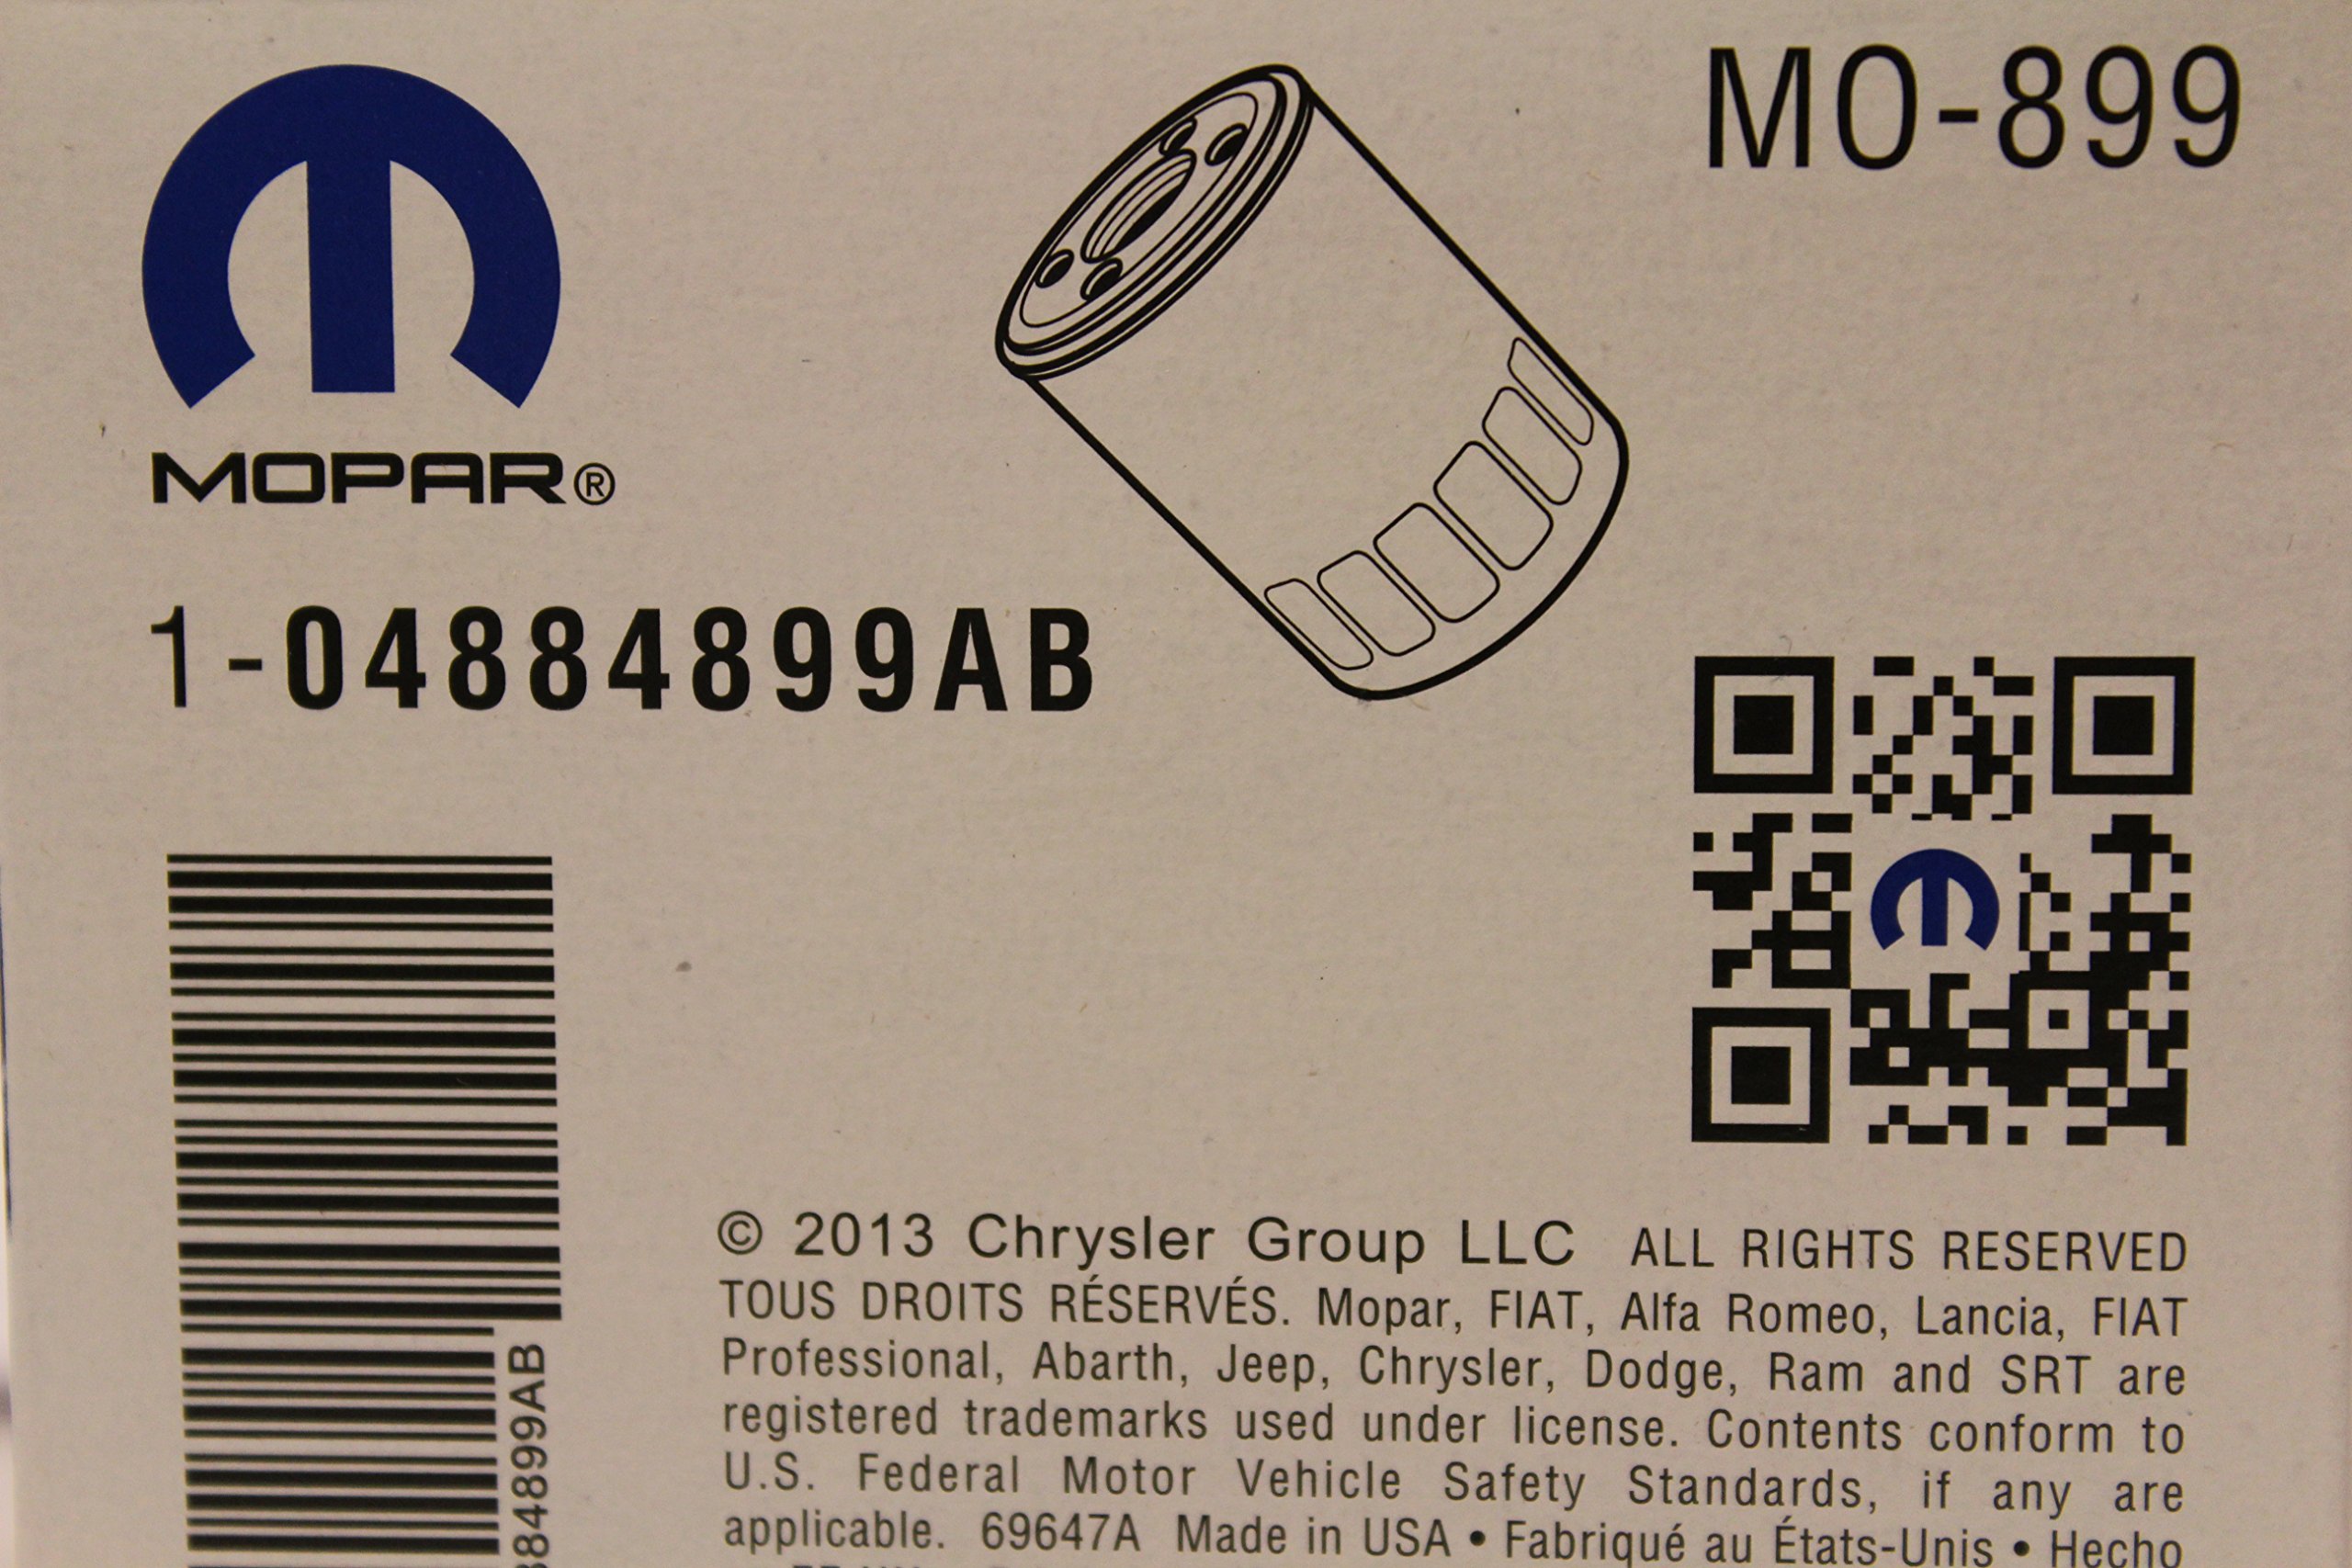 MO-899
MOPAR®
1-04884899AB
84899AB
© 2013 Chrysler Group LLC ALL RIGHTS RESERVED
TOUS DROITS RÉSERVÉS. Mopar, FIAT, Alfa Romeo, Lancia, FIAT
Professional, Abarth, Jeep, Chrysler, Dodge, Ram and SRT are
registered trademarks used under license. Contents conform to
U.S. Federal Motor Vehicle Safety Standards, if any are
applicable. 69647A Made in USA • Fabriqué au États-Unis • Hecho